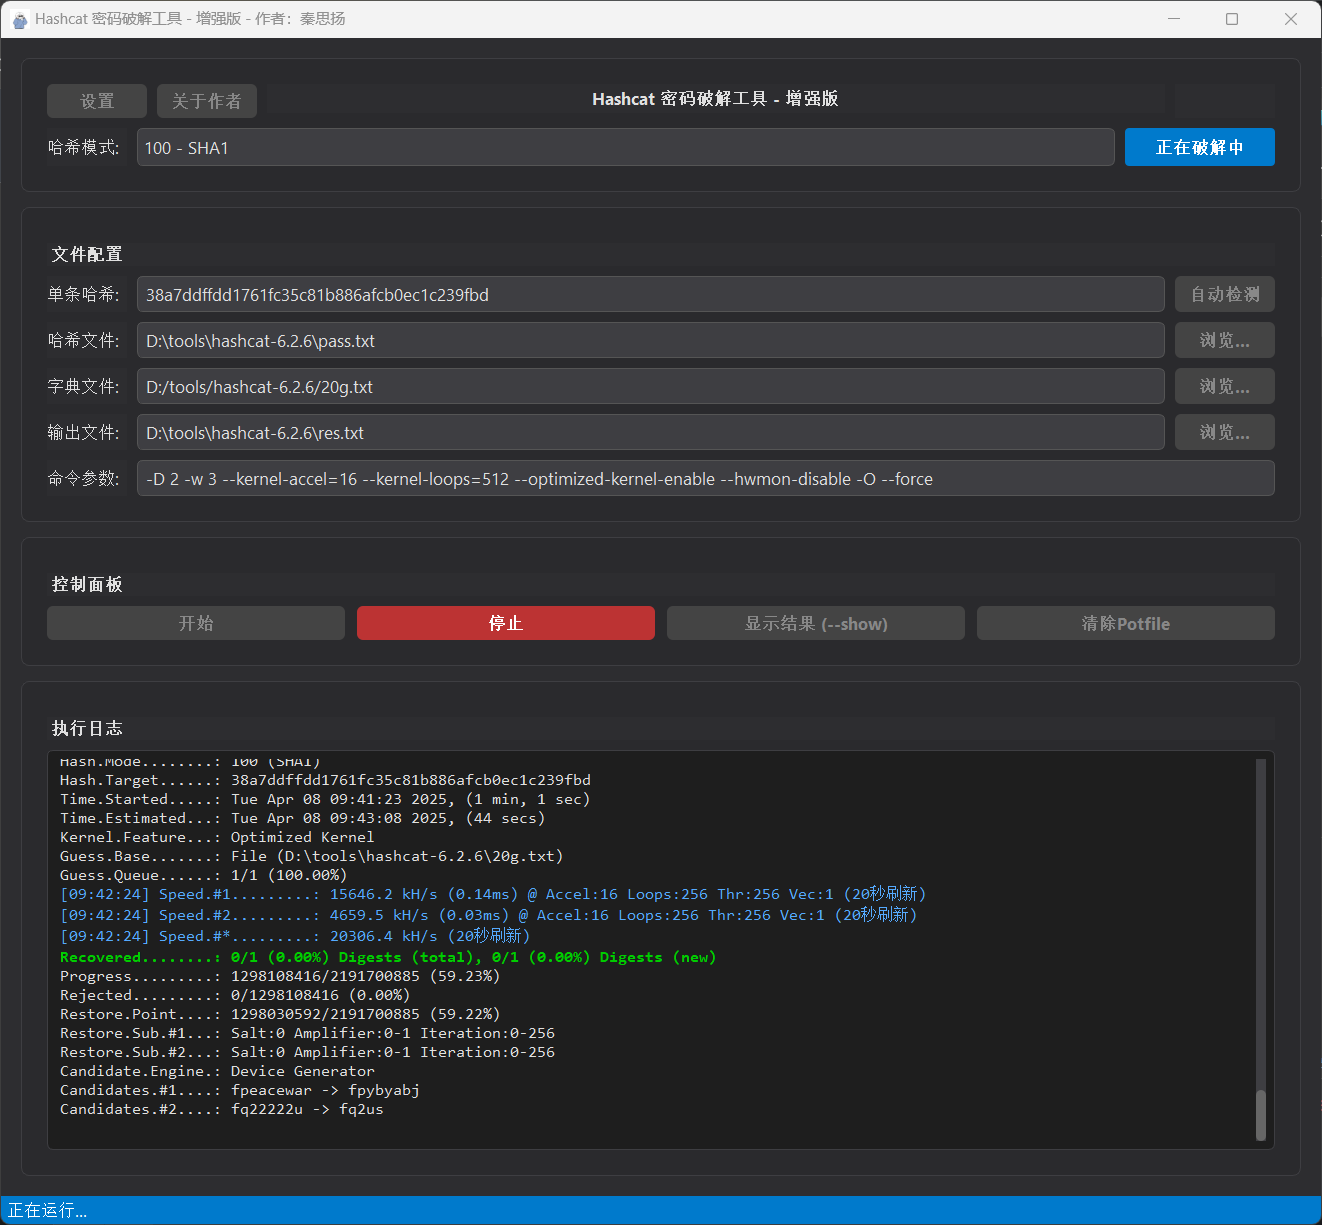 Hashcat 密码破解工具 - 增强版 - 作者：秦思扬
设置 关于作者 Hashcat 密码破解工具 - 增强版
哈希模式: 100 - SHA1 正在破解中
文件配置
单条哈希: 38a7ddffdd1761fc35c81b886afcb0ec1c239fbd 自动检测
哈希文件: D:\tools\hashcat-6.2.6\pass.txt 浏览...
字典文件: D:/tools/hashcat-6.2.6/20g.txt 浏览...
输出文件: D:\tools\hashcat-6.2.6\res.txt 浏览...
命令参数: -D 2 -w 3 --kernel-accel=16 --kernel-loops=512 --optimized-kernel-enable --hwmon-disable -O --force
控制面板
开始 停止 显示结果 (--show) 清除Potfile
执行日志
Hash.Mode........: 100 (SHA1)
Hash.Target......: 38a7ddffdd1761fc35c81b886afcb0ec1c239fbd
Time.Started.....: Tue Apr 08 09:41:23 2025, (1 min, 1 sec)
Time.Estimated...: Tue Apr 08 09:43:08 2025, (44 secs)
Kernel.Feature...: Optimized Kernel
Guess.Base.......: File (D:\tools\hashcat-6.2.6\20g.txt)
Guess.Queue......: 1/1 (100.00%)
[09:42:24] Speed.#1.........: 15646.2 kH/s (0.14ms) @ Accel:16 Loops:256 Thr:256 Vec:1 (20秒刷新)
[09:42:24] Speed.#2.........: 4659.5 kH/s (0.03ms) @ Accel:16 Loops:256 Thr:256 Vec:1 (20秒刷新)
[09:42:24] Speed.#*.........: 20306.4 kH/s (20秒刷新)
Recovered........: 0/1 (0.00%) Digests (total), 0/1 (0.00%) Digests (new)
Progress.........: 1298108416/2191700885 (59.23%)
Rejected.........: 0/1298108416 (0.00%)
Restore.Point....: 1298030592/2191700885 (59.22%)
Restore.Sub.#1...: Salt:0 Amplifier:0-1 Iteration:0-256
Restore.Sub.#2...: Salt:0 Amplifier:0-1 Iteration:0-256
Candidate.Engine.: Device Generator
Candidates.#1....: fpeacewar -> fpybyabj
Candidates.#2....: fq22222u -> fq2us
正在运行...